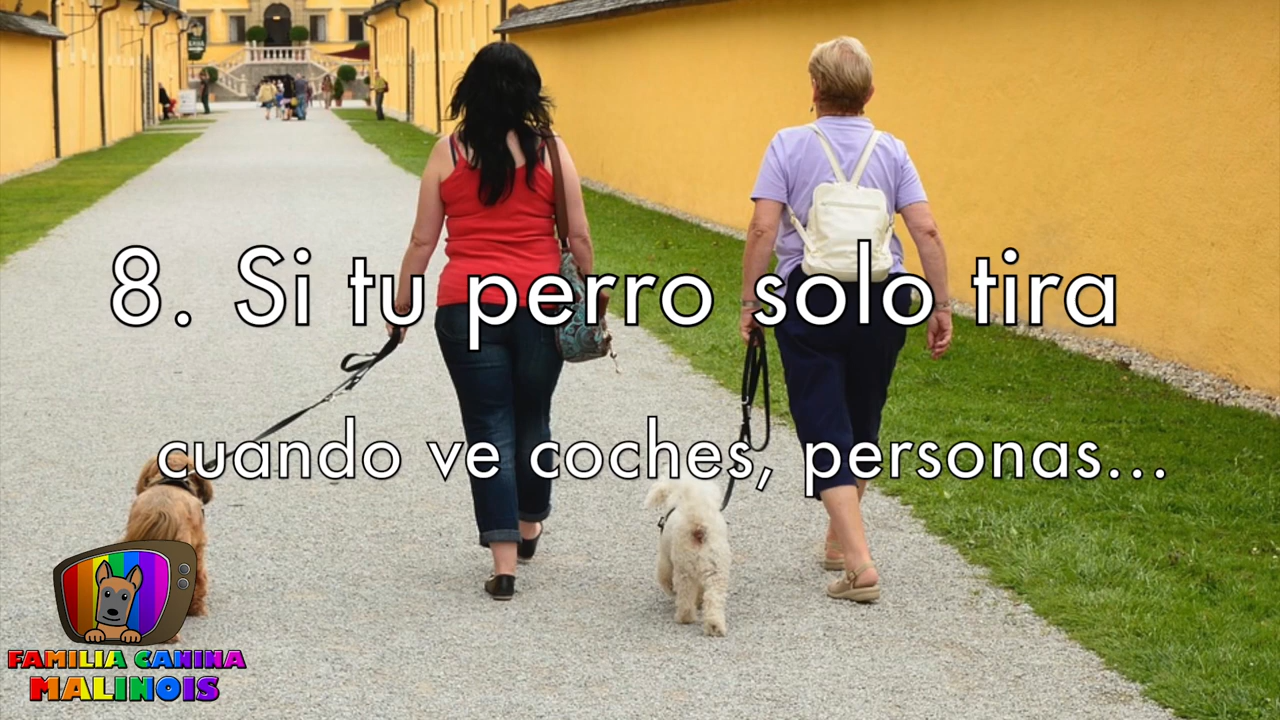 8. Si tu perro solo tira
cuando ve coches, personas...
FAMILIA CANINA
MALINOIS